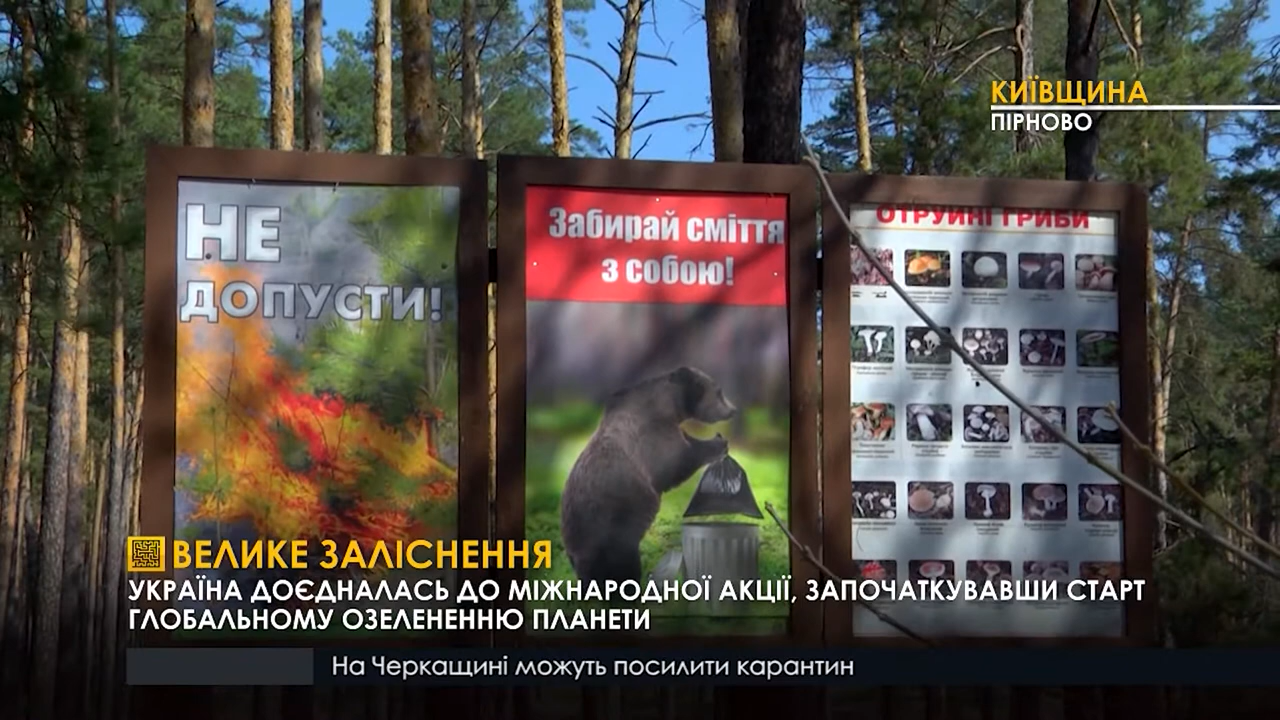 КИЇВЩИНА
ПІРНОВО
НЕ
ДОПУСТИ!
Забирай сміття
з собою!
ОТРУЙНІ ГРИБИ
ВЕЛИКЕ ЗАЛІСНЕННЯ
УКРАЇНА ДОЄДНАЛАСЬ ДО МІЖНАРОДНОЇ АКЦІЇ, ЗАПОЧАТКУВАВШИ СТАРТ
ГЛОБАЛЬНОМУ ОЗЕЛЕНЕННЮ ПЛАНЕТИ
На Черкащині можуть посилити карантин